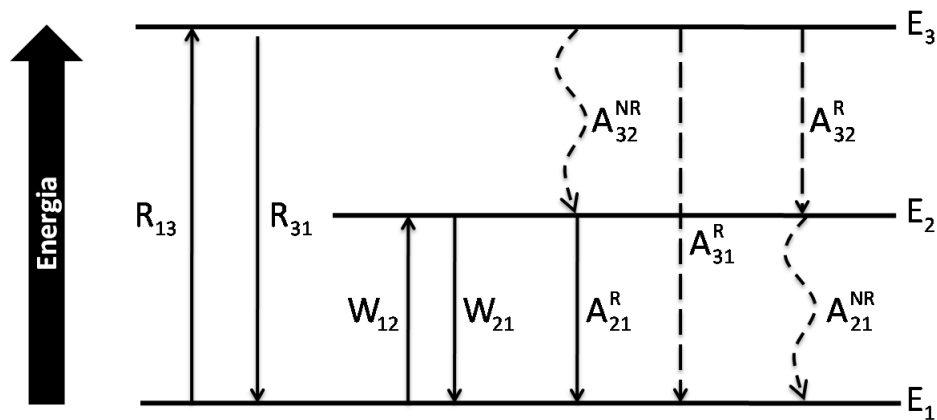 E₃
A₃₂ᴺᴿ
A₃₂ᴿ
Energia
R₁₃
R₃₁
E₂
A₃₁ᴿ
W₁₂
W₂₁
A₂₁ᴿ
A₂₁ᴺᴿ
E₁